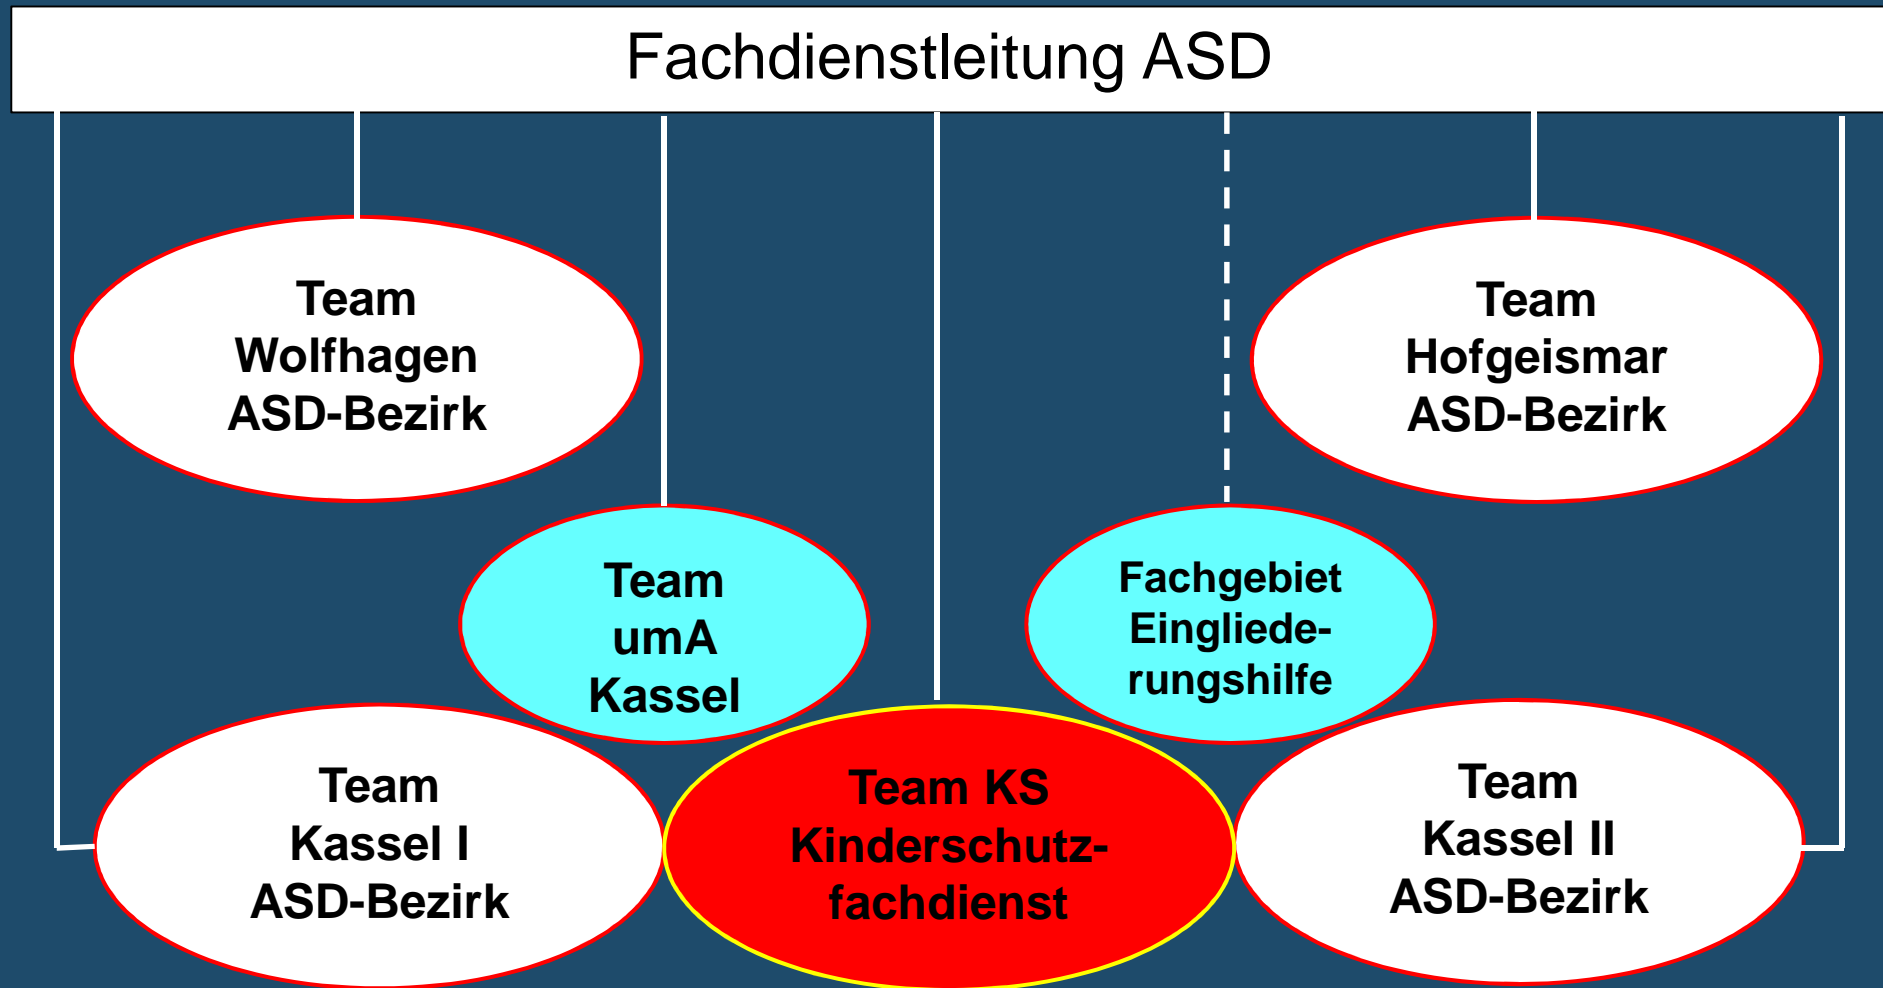 Fachdienstleitung ASD
Team
Wolfhagen
ASD-Bezirk
Team
Hofgeismar
ASD-Bezirk
Team
umA
Kassel
Fachgebiet
Eingliede-
rungshilfe
Team
Kassel I
ASD-Bezirk
Team KS
Kinderschutz-
fachdienst
Team
Kassel II
ASD-Bezirk